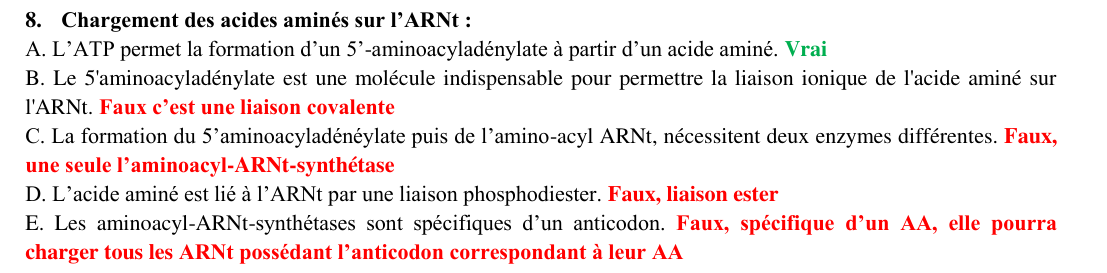 8. Chargement des acides aminés sur l’ARNt :
A. L’ATP permet la formation d’un 5’-aminoacyladénylate à partir d’un acide aminé. Vrai
B. Le 5'aminoacyladénylate est une molécule indispensable pour permettre la liaison ionique de l'acide aminé sur
l'ARNt. Faux c’est une liaison covalente
C. La formation du 5’aminoacyladénéylate puis de l’amino-acyl ARNt, nécessitent deux enzymes différentes. Faux,
une seule l’aminoacyl-ARNt-synthétase
D. L’acide aminé est lié à l’ARNt par une liaison phosphodiester. Faux, liaison ester
E. Les aminoacyl-ARNt-synthétases sont spécifiques d’un anticodon. Faux, spécifique d’un AA, elle pourra
charger tous les ARNt possédant l’anticodon correspondant à leur AA